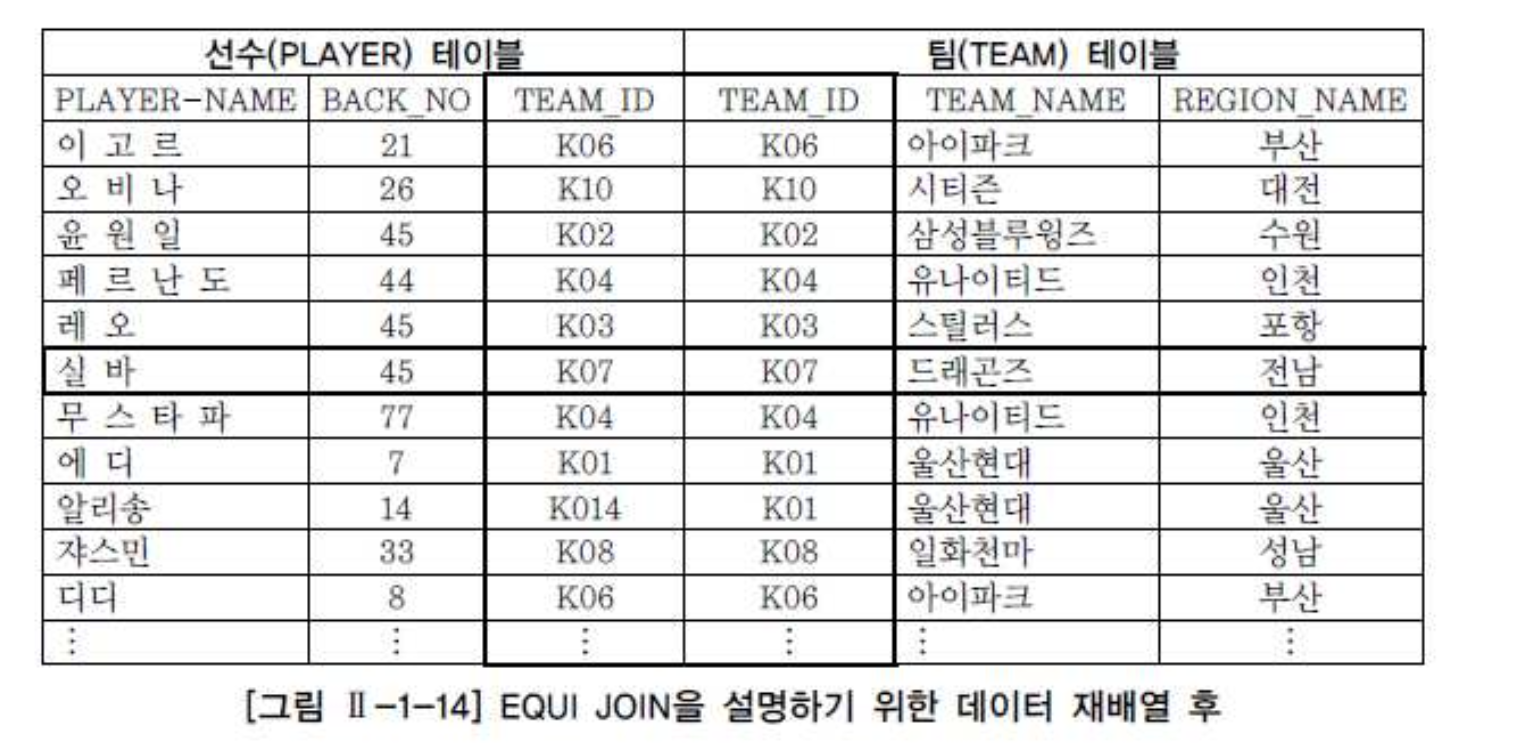 선수(PLAYER) 테이블 팀(TEAM) 테이블
PLAYER-NAME BACK_NO TEAM_ID TEAM_ID TEAM_NAME REGION_NAME
이 고 르 21 K06 K06 아이파크 부산
오 비 나 26 K10 K10 시티즌 대전
윤 원 일 45 K02 K02 삼성블루윙즈 수원
페 르 난 도 44 K04 K04 유나이티드 인천
레 오 45 K03 K03 스틸러스 포항
실 바 45 K07 K07 드래곤즈 전남
무 스 타 파 77 K04 K04 유나이티드 인천
에 디 7 K01 K01 울산현대 울산
알리송 14 K014 K01 울산현대 울산
쟈스민 33 K08 K08 일화천마 성남
디디 8 K06 K06 아이파크 부산
⋮ ⋮ ⋮ ⋮ ⋮ ⋮
[그림 Ⅱ-1-14] EQUI JOIN을 설명하기 위한 데이터 재배열 후